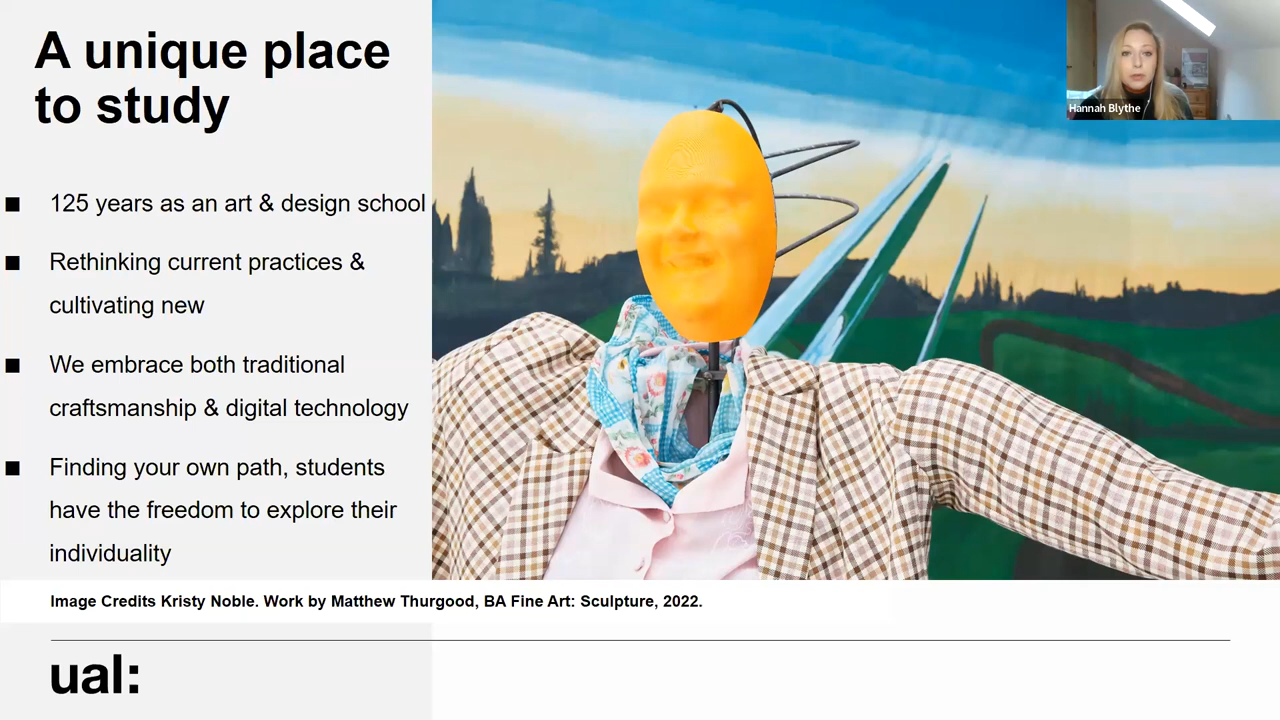 A unique place
to study
Hannah Blythe
■ 125 years as an art & design school
■ Rethinking current practices &
cultivating new
■ We embrace both traditional
craftsmanship & digital technology
■ Finding your own path, students
have the freedom to explore their
individuality
Image Credits Kristy Noble. Work by Matthew Thurgood, BA Fine Art: Sculpture, 2022.
ual: